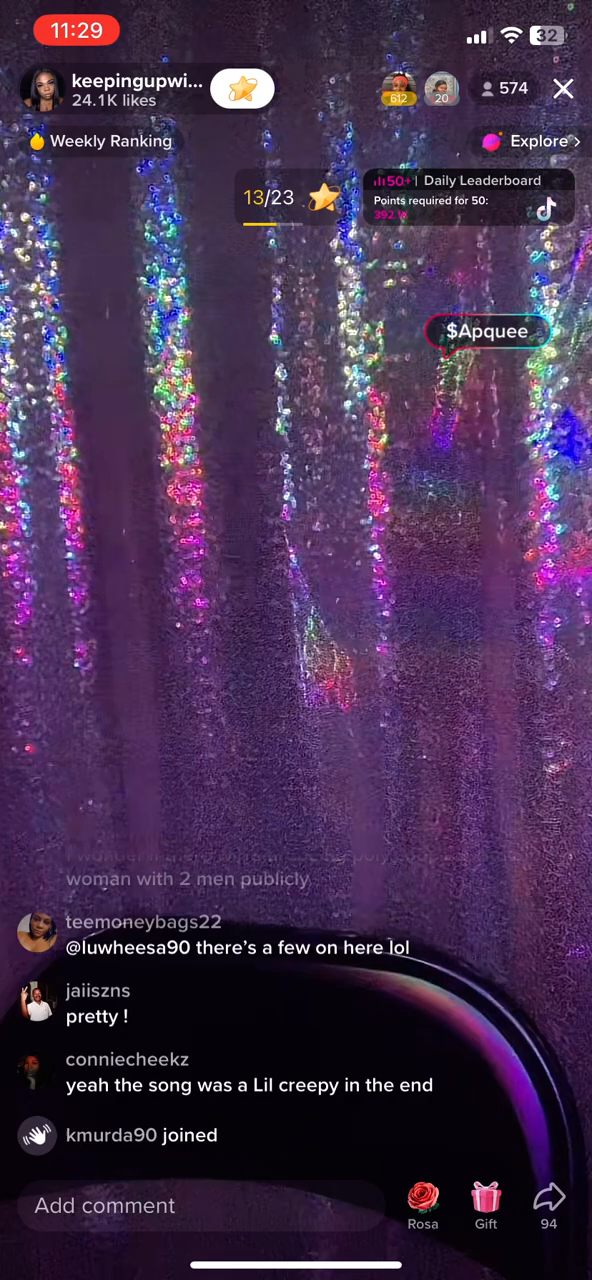 11:29
32
keepingupwi...
24.1K likes
612
20
574
Weekly Ranking
Explore >
13/23
50+ | Daily Leaderboard
Points required for 50:
$Apquee
woman with 2 men publicly
teemoneybags22
@luwheesa90 there's a few on here lol
jaiiszns
pretty !
conniecheekz
yeah the song was a Lil creepy in the end
kmurda90 joined
Add comment
Rosa
Gift
94